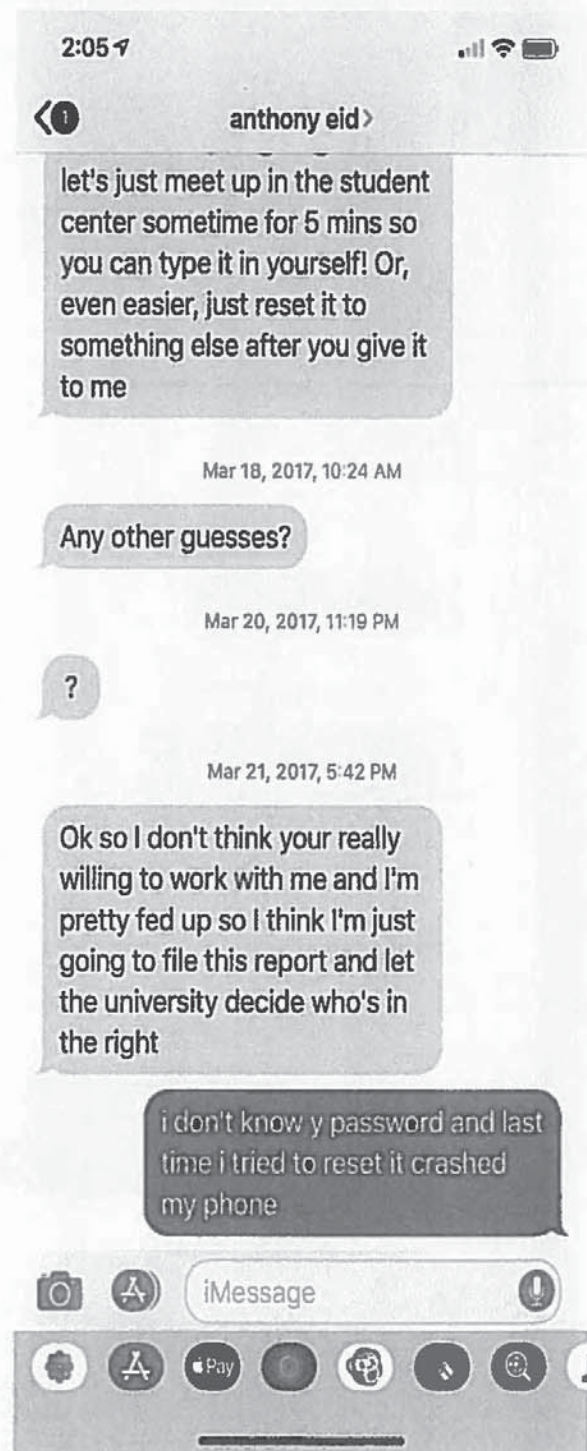 2:05
1
anthony eid >
let's just meet up in the student
center sometime for 5 mins so
you can type it in yourself! Or,
even easier, just reset it to
something else after you give it
to me
Mar 18, 2017, 10:24 AM
Any other guesses?
Mar 20, 2017, 11:19 PM
?
Mar 21, 2017, 5:42 PM
Ok so I don't think your really
willing to work with me and I'm
pretty fed up so I think I'm just
going to file this report and let
the university decide who's in
the right
i don't know y password and last
time i tried to reset it crashed
my phone
iMessage
Pay